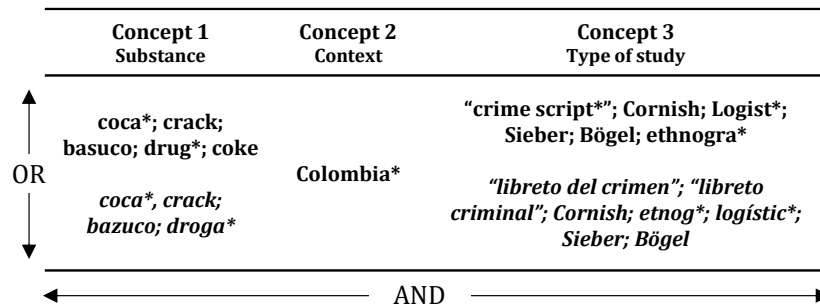 Concept 1 Concept 2 Concept 3
Substance Context Type of study
coca*; crack;
basuco; drug*; coke
coca*, crack;
bazuco; droga*
Colombia*
“crime script*”; Cornish; Logist*;
Sieber; Bögel; ethnogra*
“libreto del crimen”; “libreto
criminal”; Cornish; etnog*; logístic*;
Sieber; Bögel
OR
AND